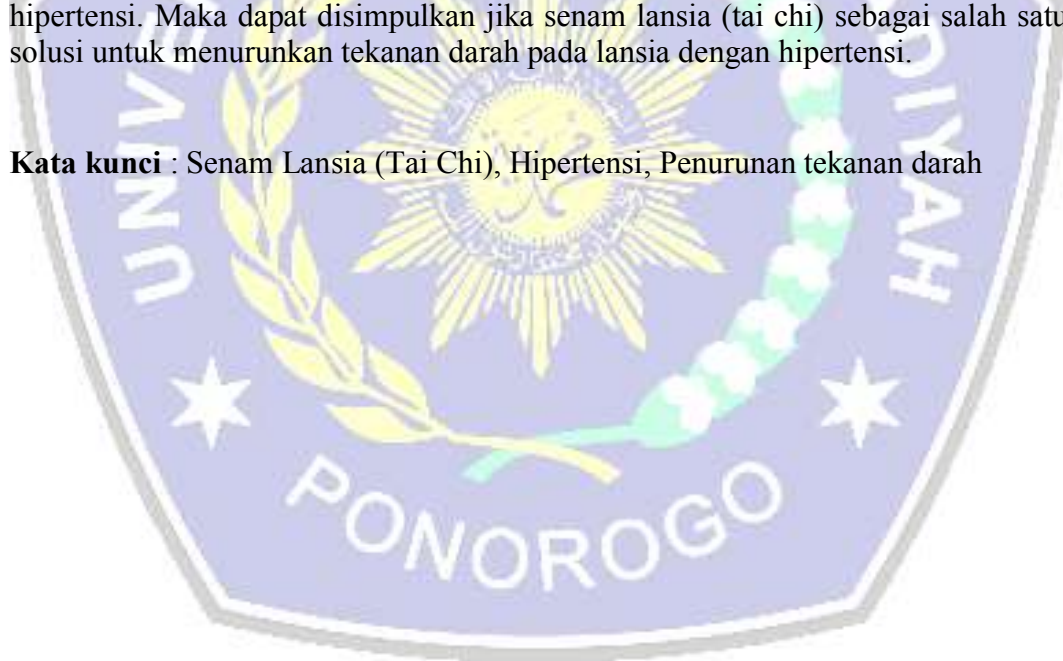 hipertensi. Maka dapat disimpulkan jika senam lansia (tai chi) sebagai salah satu
solusi untuk menurunkan tekanan darah pada lansia dengan hipertensi.
Kata kunci : Senam Lansia (Tai Chi), Hipertensi, Penurunan tekanan darah
PONOROGO